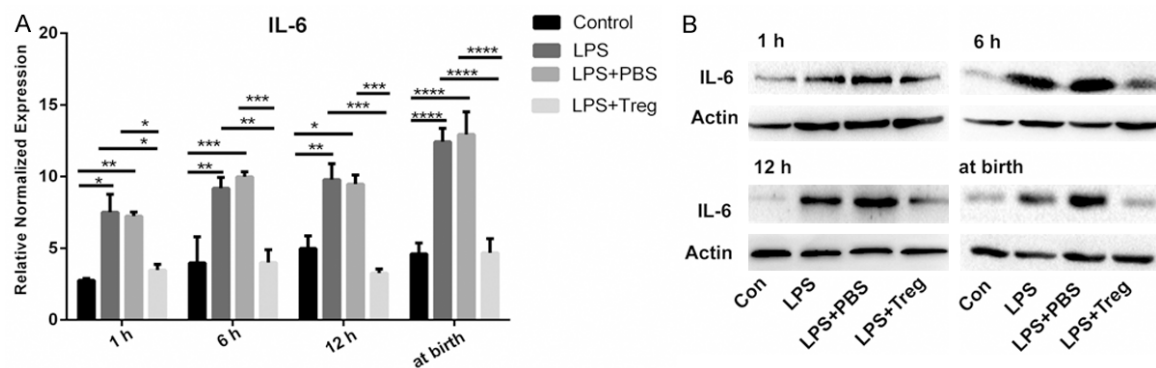 A
IL-6
Relative Normalized Expression
20
15
10
5
0
Control
LPS
LPS+PBS
LPS+Treg
*
*
**
*
***
**
***
**
***
***
*
**
****
****
****
****
1 h
6 h
12 h
at birth
B
1 h
6 h
IL-6
Actin
12 h
at birth
IL-6
Actin
Con
LPS
LPS+PBS
LPS+Treg
Con
LPS
LPS+PBS
LPS+Treg